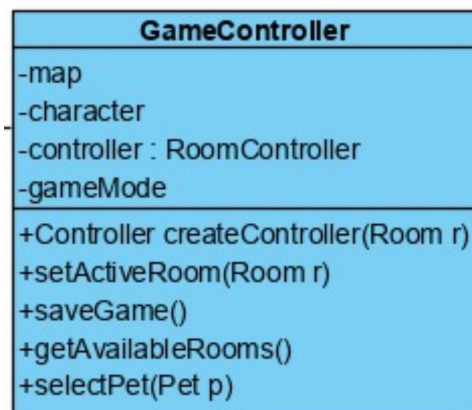 GameController
-map
-character
-controller : RoomController
-gameMode
+Controller createController(Room r)
+setActiveRoom(Room r)
+saveGame()
+getAvailableRooms()
+selectPet(Pet p)